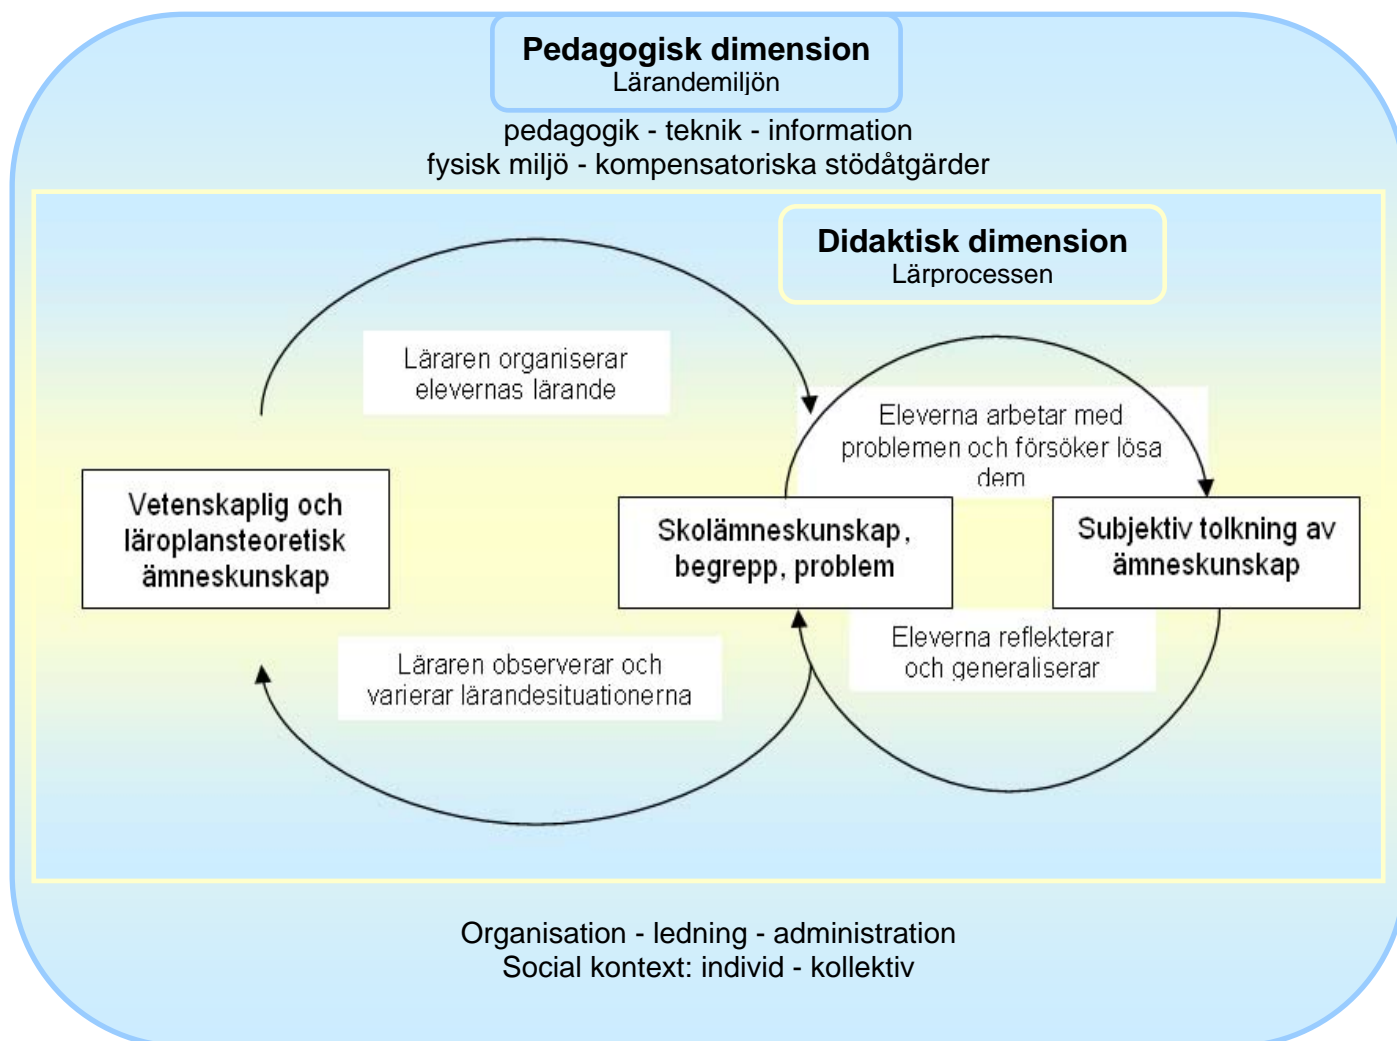 Pedagogisk dimension
Lärandemiljön
pedagogik - teknik - information
fysisk miljö - kompensatoriska stödåtgärder
Didaktisk dimension
Lärprocessen
Läraren organiserar
elevernas lärande
Eleverna arbetar med
problemen och försöker lösa
dem
Vetenskaplig och
läroplansteoretisk
ämneskunskap
Skolämneskunskap,
begrepp, problem
Subjektiv tolkning av
ämneskunskap
Läraren observerar och
varierar lärandesituationerna
Eleverna reflekterar
och generaliserar
Organisation - ledning - administration
Social kontext: individ - kollektiv